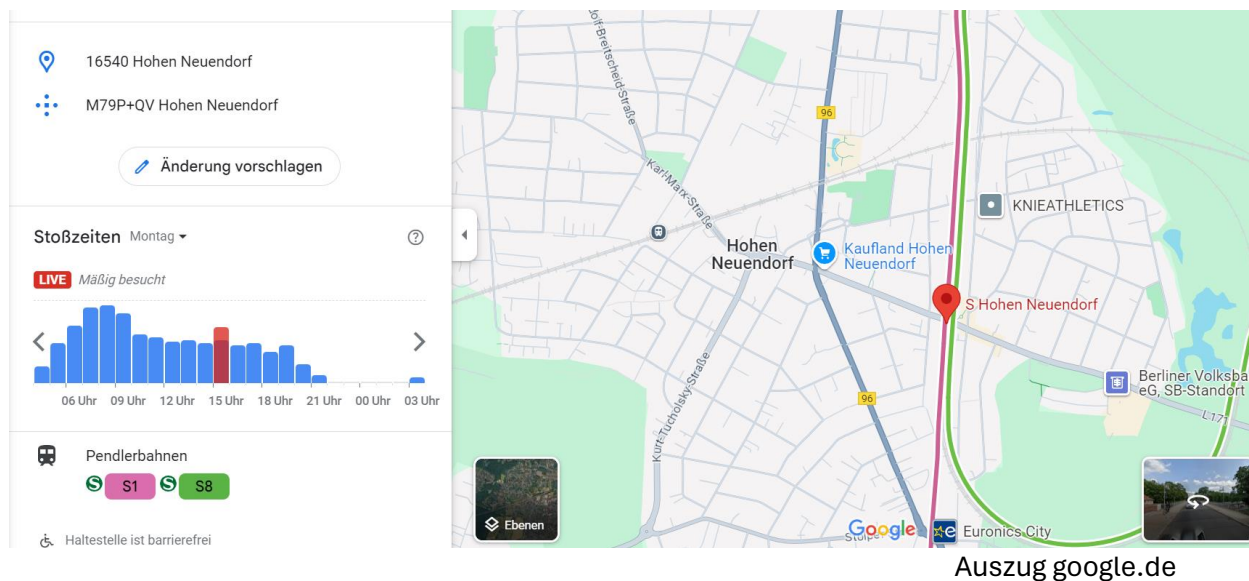 16540 Hohen Neuendorf
M79P+QV Hohen Neuendorf
Änderung vorschlagen
Stoßzeiten Montag
LIVE Mäßig besucht
06 Uhr 09 Uhr 12 Uhr 15 Uhr 18 Uhr 21 Uhr 00 Uhr 03 Uhr
Pendlerbahnen
S S1 S S8
Haltestelle ist barrierefrei
olf-Breitscheid-Straße
96
Karl-Marx-Straße
KNIEATHLETICS
Hohen
Neuendorf
Kaufland Hohen
Neuendorf
S Hohen Neuendorf
Berliner Volksba
eG, SB-Standort
L171
96
Kurt-Tucholsky-Straße
Ebenen
Google
Euronics City
Auszug google.de